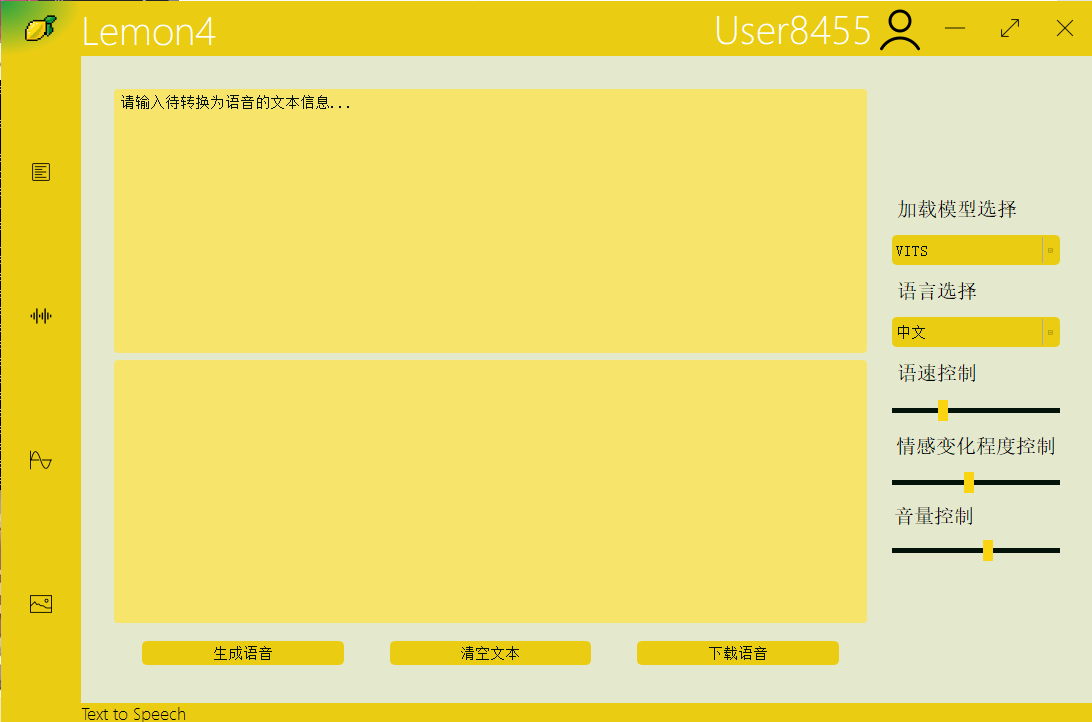 Lemon4
User8455
请输入待转换为语音的文本信息...
加载模型选择
VITS
语言选择
中文
语速控制
情感变化程度控制
音量控制
生成语音
清空文本
下载语音
Text to Speech